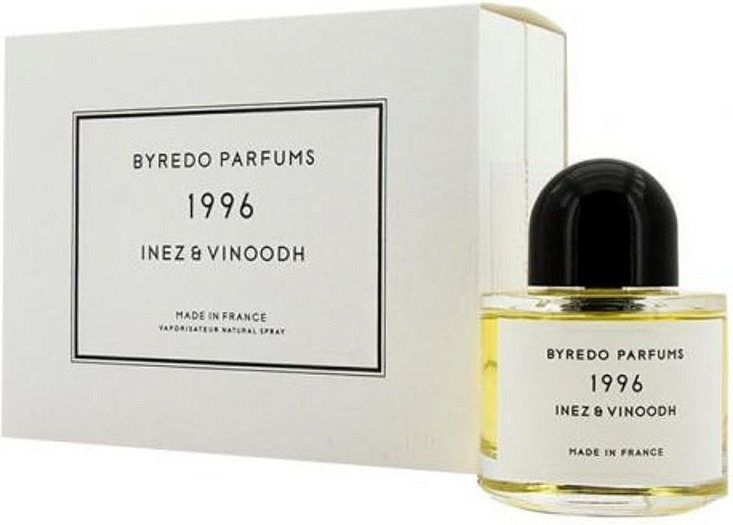 BYREDO PARFUMS
1996
INEZ & VINOODH
MADE IN FRANCE
VAPORISATEUR NATURAL SPRAY
BYREDO PARFUMS
1996
INEZ & VINOODH
MADE IN FRANCE